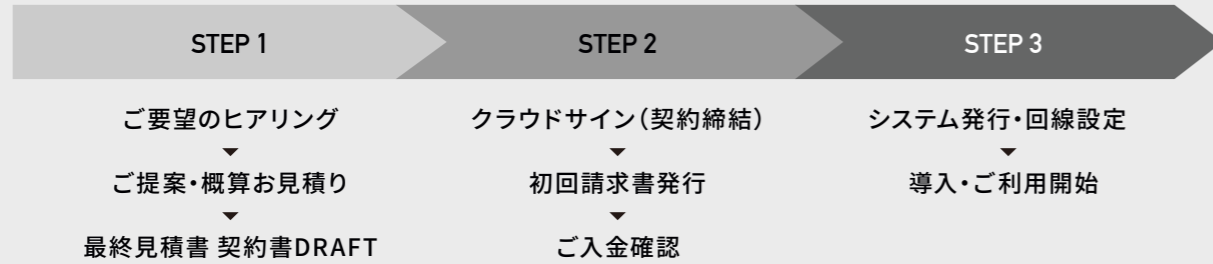 STEP 1
ご要望のヒアリング
ご提案・概算お見積り
最終見積書 契約書DRAFT
STEP 2
クラウドサイン（契約締結）
初回請求書発行
ご入金確認
STEP 3
システム発行・回線設定
導入・ご利用開始